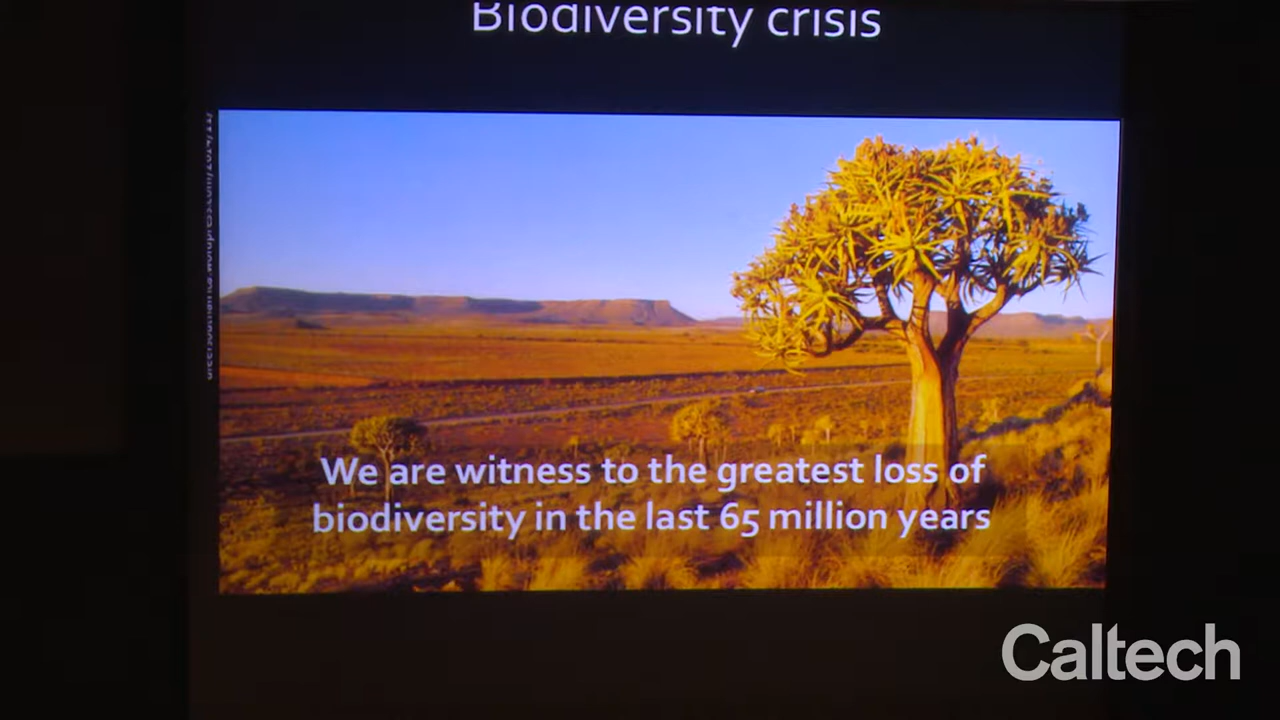 Biodiversity crisis
We are witness to the greatest loss of
biodiversity in the last 65 million years
Caltech